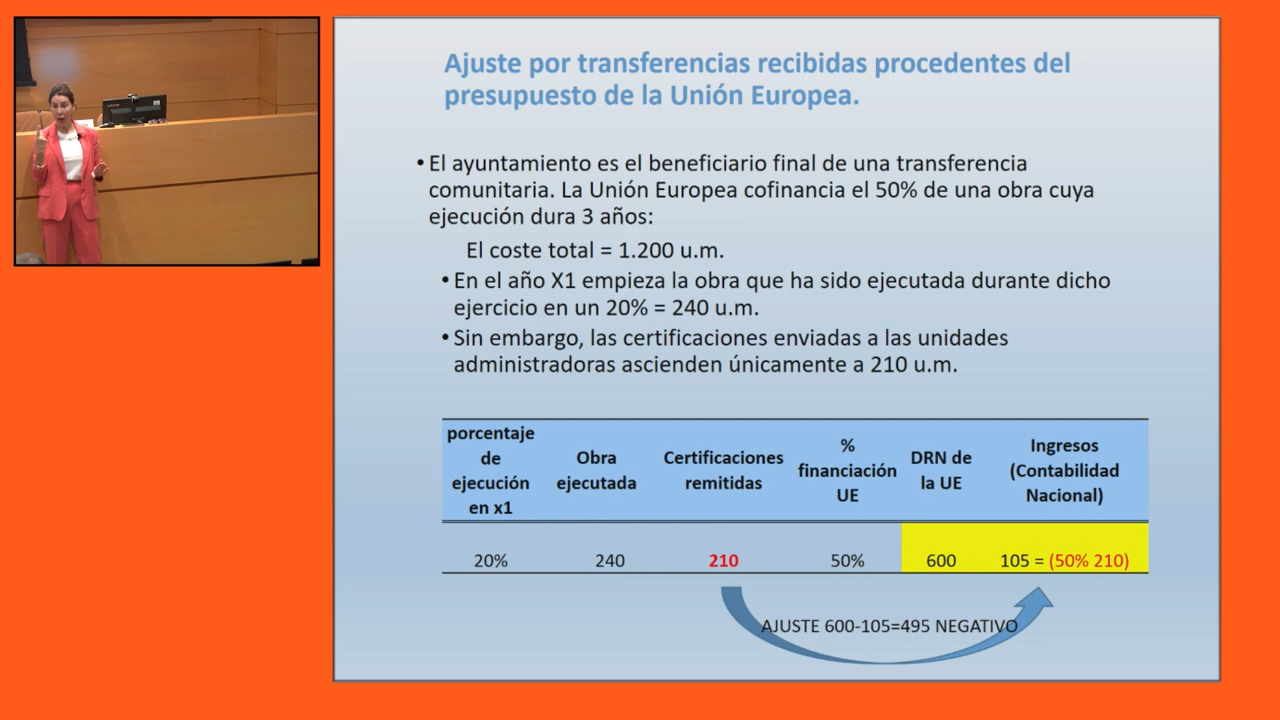 Ajuste por transferencias recibidas procedentes del
presupuesto de la Unión Europea.
• El ayuntamiento es el beneficiario final de una transferencia
comunitaria. La Unión Europea cofinancia el 50% de una obra cuya
ejecución dura 3 años:
El coste total = 1.200 u.m.
• En el año X1 empieza la obra que ha sido ejecutada durante dicho
ejercicio en un 20% = 240 u.m.
• Sin embargo, las certificaciones enviadas a las unidades
administradoras ascienden únicamente a 210 u.m.
porcentaje
de
ejecución
en x1
Obra
ejecutada
Certificaciones
remitidas
%
financiación
UE
DRN de
la UE
Ingresos
(Contabilidad
Nacional)
20% 240 210 50% 600 105 = (50% 210)
AJUSTE 600-105=495 NEGATIVO